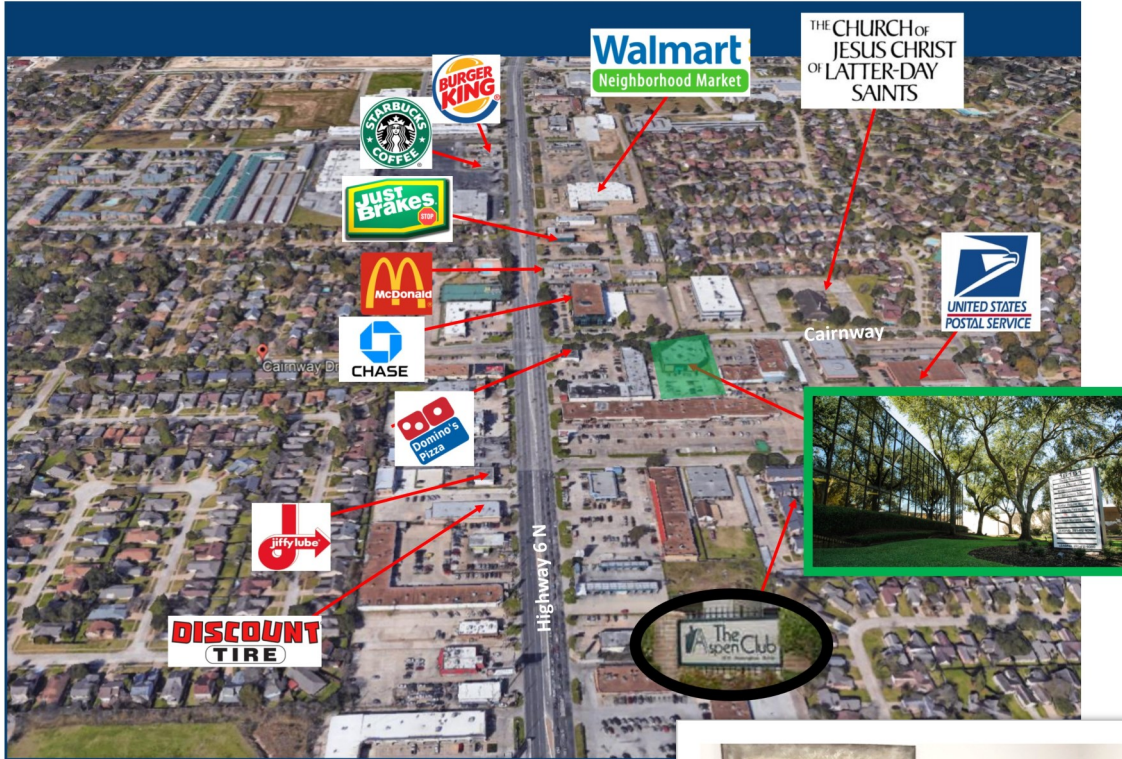 THE CHURCH OF
JESUS CHRIST
OF LATTER-DAY
SAINTS
Walmart
Neighborhood Market
BURGER
KING
STARBUCKS
COFFEE
JUST
Brakes
STOP
McDonald
UNITED STATES
POSTAL SERVICE
Cairnway
CHASE
Cairnway Dr
Domino's
Pizza
jiffy lube
Highway 6 N
DISCOUNT
TIRE
The
Aspen Club